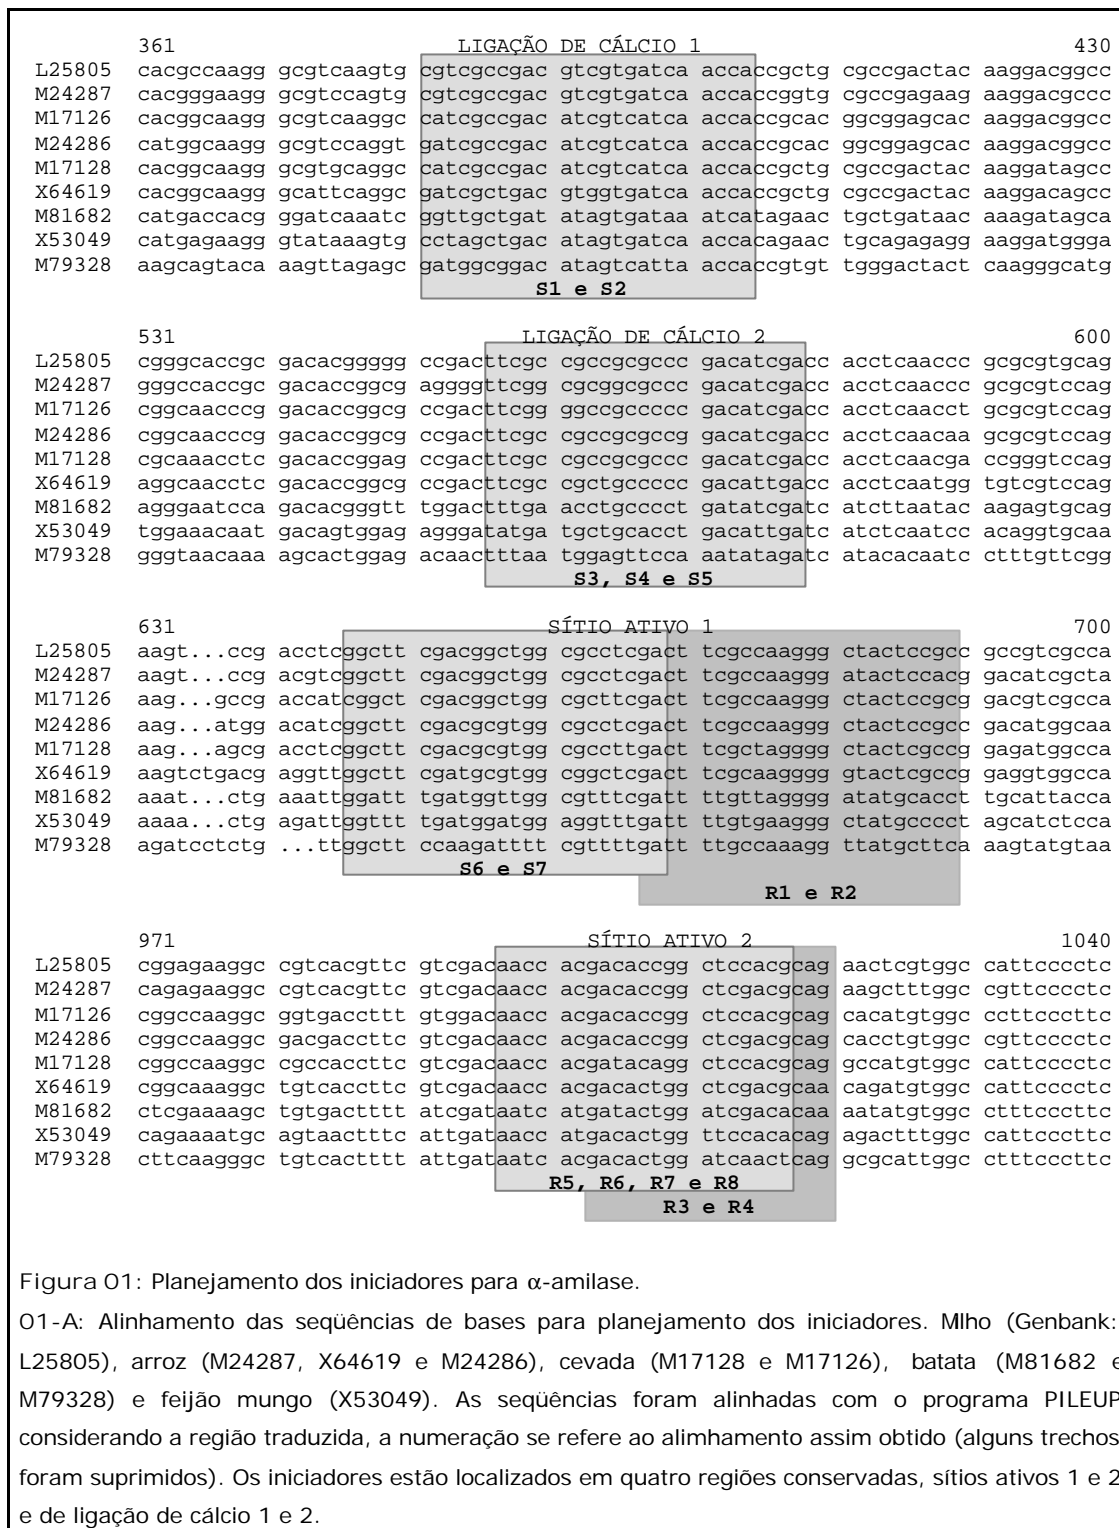 361 LIGAÇÃO DE CÁLCIO 1 430
L25805 cacgccaagg gcgtcaagtg cgtcgccgac gtcgtgatca accaccgctg cgccgactac aaggacggcc
M24287 cacgggaagg gcgtccagtg cgtcgccgac gtcgtgatca accaccggtg cgccgagaag aaggacgccc
M17126 cacggcaagg gcgtcaaggc catcgccgac atcgtcatca accaccgcac ggcggagcac aaggacggcc
M24286 catggcaagg gcgtccaggt gatcgccgac atcgtcatca accaccgcac ggcggagcac aaggacggcc
M17128 cacggcaagg gcgtgcaggc catcgccgac atcgtcatca accaccgctg cgccgactac aaggatagcc
X64619 cacggcaagg gcattcaggc gatcgctgac gtggtgatca accaccgctg cgccgactac aaggacagcc
M81682 catgaccacg ggatcaaatc ggttgctgat atagtgataa atcatagaac tgctgataac aaagatagca
X53049 catgagaagg gtataaagtg cctagctgac atagtgatca accacagaac tgcagagagg aaggatggga
M79328 aagcagtaca aagttagagc gatggcggac atagtcatta accaccgtgt tgggactact caagggcatg
S1 e S2
531 LIGAÇÃO DE CÁLCIO 2 600
L25805 cgggcaccgc gacacggggg ccgacttcgc cgccgcgccc gacatcgacc acctcaaccc gcgcgtgcag
M24287 gggcaccgc gacaccggcg aggggttcgg cgcggcgccc gacatcgacc acctcaaccc gcgcgtccag
M17126 cggcaacccg gacaccggcg ccgacttcgg ggccgccccc gacatcgacc acctcaacct gcgcgtccag
M24286 cggcaacccg gacaccggcg ccgacttcgc cgccgcgccg gacatcgacc acctcaacaa gcgcgtccag
M17128 cgcaaacctc gacaccggag ccgacttcgc cgccgcgccc gacatcgacc acctcaacga ccgggtccag
X64619 aggcaacctc gacaccggcg ccgacttcgc cgctgccccc gacattgacc acctcaatgg tgtcgtccag
M81682 agggaatcca gacacgggtt tggactttga acctgcccct gatatcgatc atcttaatac aagagtgcag
X53049 tggaaacaat gacagtggag agggatatga tgctgcacct gacattgatc atctcaatcc acaggtgcaa
M79328 gggtaacaaa agcactggag acaactttaa tggagttcca aatatagatc atacacaatc ctttgttcgg
S3, S4 e S5
631 SÍTIO ATIVO 1 700
L25805 aagt...ccg acctcggctt cgacggctgg cgcctcgact tcgccaaggg ctactccgcc gccgtcgcca
M24287 aagt...ccg acgtcggctt cgacggctgg cgcctcgact tcgccaaggg atactccacg gacatcgcta
M17126 aag...gccg accatcggct cgacggctgg cgcttcgact tcgccaaggg ctactccgcg gacgtcgcca
M24286 aag...atgg acatcggctt cgacgcgtgg cgcctcgact tcgccaaggg ctactccgcc gacatggcaa
M17128 aag...agcg acctcggctt cgacgcgtgg cgccttgact tcgctagggg ctactcgccg gagatggcca
X64619 aagtctgacg aggttggctt cgatgcgtgg cggctcgact tcgcaagggg gtactcgccg gaggtggcca
M81682 aaat...ctg aaattggatt tgatggttgg cgtttcgatt ttgttagggg atatgcacct tgcattacca
X53049 aaaa...ctg agattggttt tgatggatgg aggtttgatt ttgtgaaggg ctatgcccct agcatctcca
M79328 agatcctctg ...ttggctt ccaagatttt cgttttgatt ttgccaaagg ttatgcttca aagtatgtaa
S6 e S7
R1 e R2
971 SÍTIO ATIVO 2 1040
L25805 cggagaaggc cgtcacgttc gtcgacaacc acgacaccgg ctccacgcag aactcgtggc cattcccctc
M24287 cagagaaggc cgtcacgttc gtcgacaacc acgacaccgg ctcgacgcag aagctttggc cgttcccctc
M17126 cggccaaggc ggtgaccttt gtggacaacc acgacaccgg ctccacgcag cacatgtggc ccttcccttc
M24286 cggccaaggc gacgaccttc gtcgacaacc acgacaccgg ctcgacgcag cacctgtggc cgttcccctc
M17128 cggccaaggc cgccaccttc gtcgacaacc acgatacagg ctcgacgcag gccatgtggc cattcccctc
X64619 cggcaaaggc tgtcaccttc gtcgacaacc acgacactgg ctcgacgcaa cagatgtggc cattcccctc
M81682 ctcgaaaagc tgtgactttt atcgataatc atgatactgg atcgacacaa aatatgtggc ctttcccttc
X53049 cagaaaatgc agtaactttc attgataacc atgacactgg ttccacacag agactttggc cattcccttc
M79328 cttcaagggc tgtcactttt attgataatc acgacactgg atcaactcag gcgcattggc ctttcccttc
R5, R6, R7 e R8
R3 e R4
Figura 01: Planejamento dos iniciadores para α-amilase.
01-A: Alinhamento das seqüências de bases para planejamento dos iniciadores. Mlho (Genbank:
L25805), arroz (M24287, X64619 e M24286), cevada (M17128 e M17126), batata (M81682 e
M79328) e feijão mungo (X53049). As seqüências foram alinhadas com o programa PILEUP
considerando a região traduzida, a numeração se refere ao alimhamento assim obtido (alguns trechos
foram suprimidos). Os iniciadores estão localizados em quatro regiões conservadas, sítios ativos 1 e 2
e de ligação de cálcio 1 e 2.